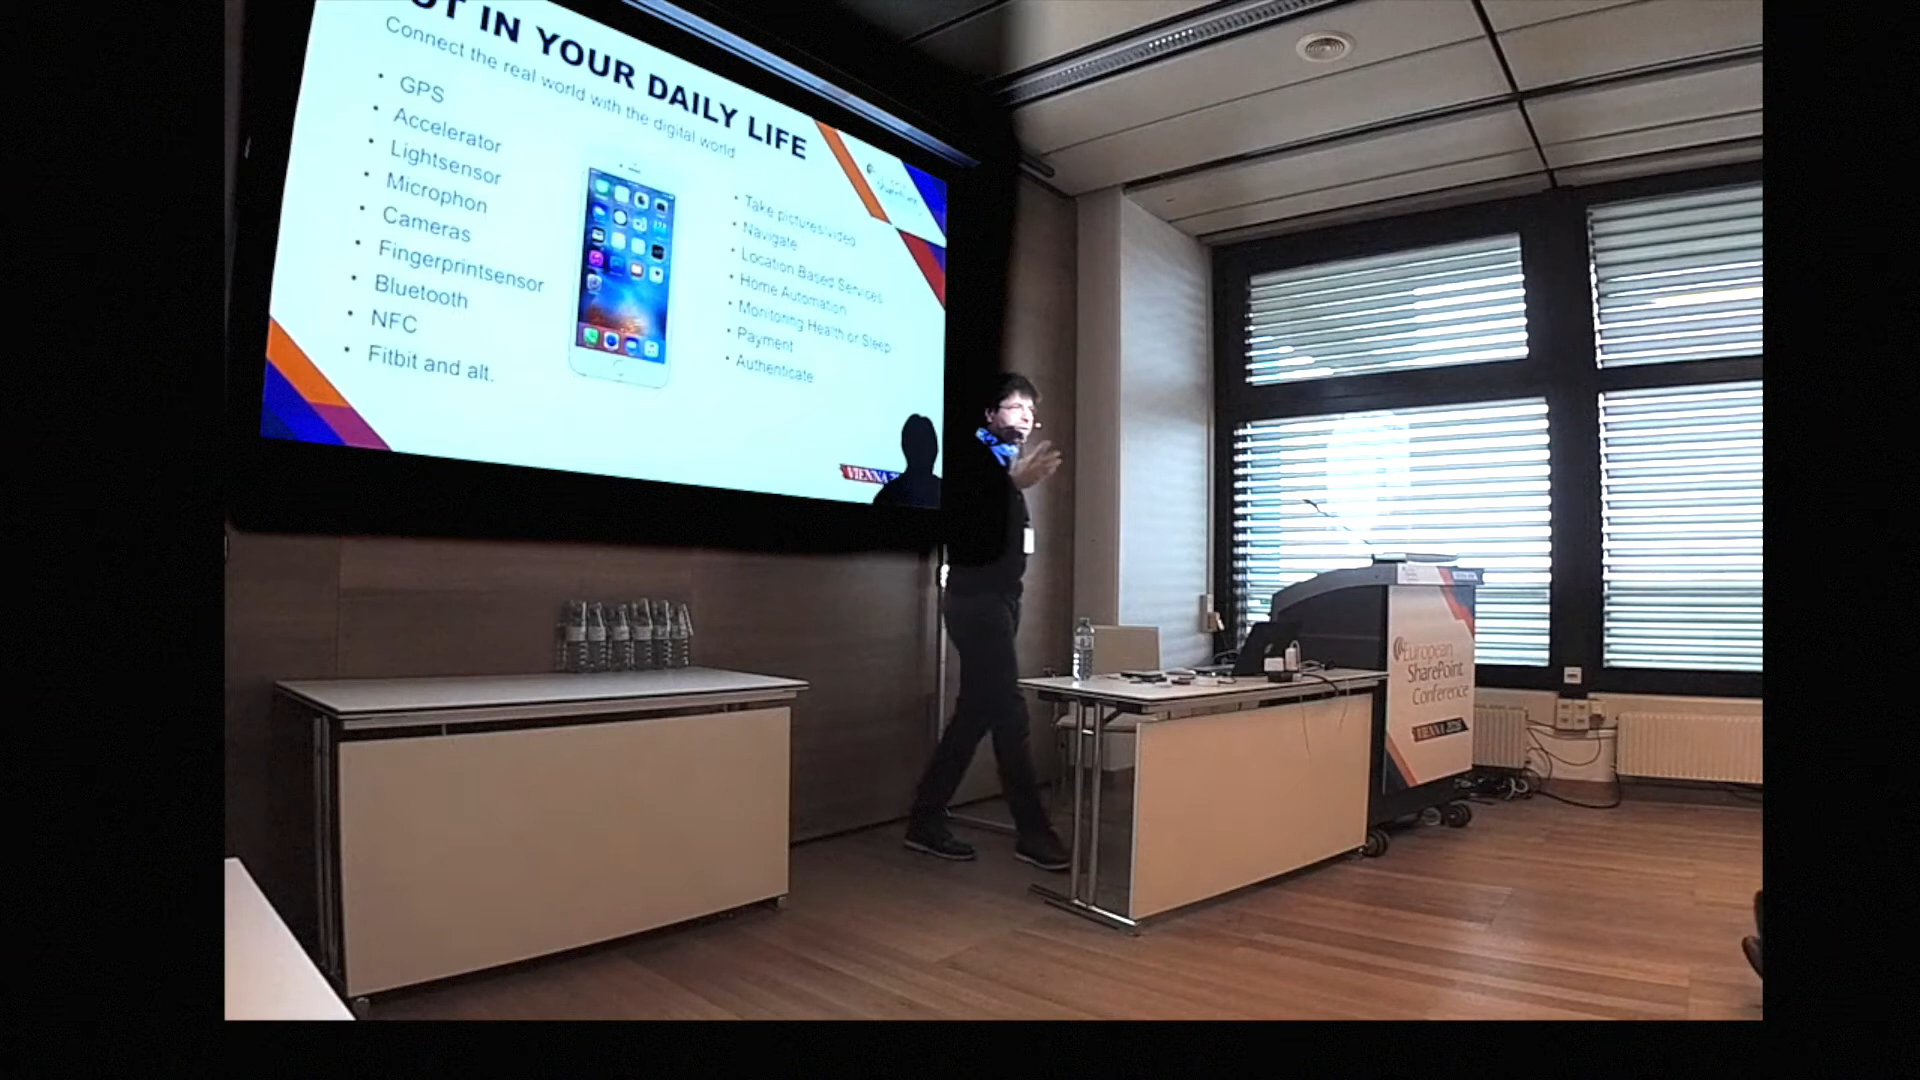 OT IN YOUR DAILY LIFE
Connect the real world with the digital world
• GPS
• Accelerator
• Lightsensor
• Microphon
• Cameras
• Fingerprintsensor
• Bluetooth
• NFC
• Fitbit and alt.
• Take pictures/video
• Navigate
• Location Based Services
• Home Automation
• Monitoring Health or Sleep
• Payment
• Authenticate
VIENNA
European
SharePoint
Conference
VIENNA